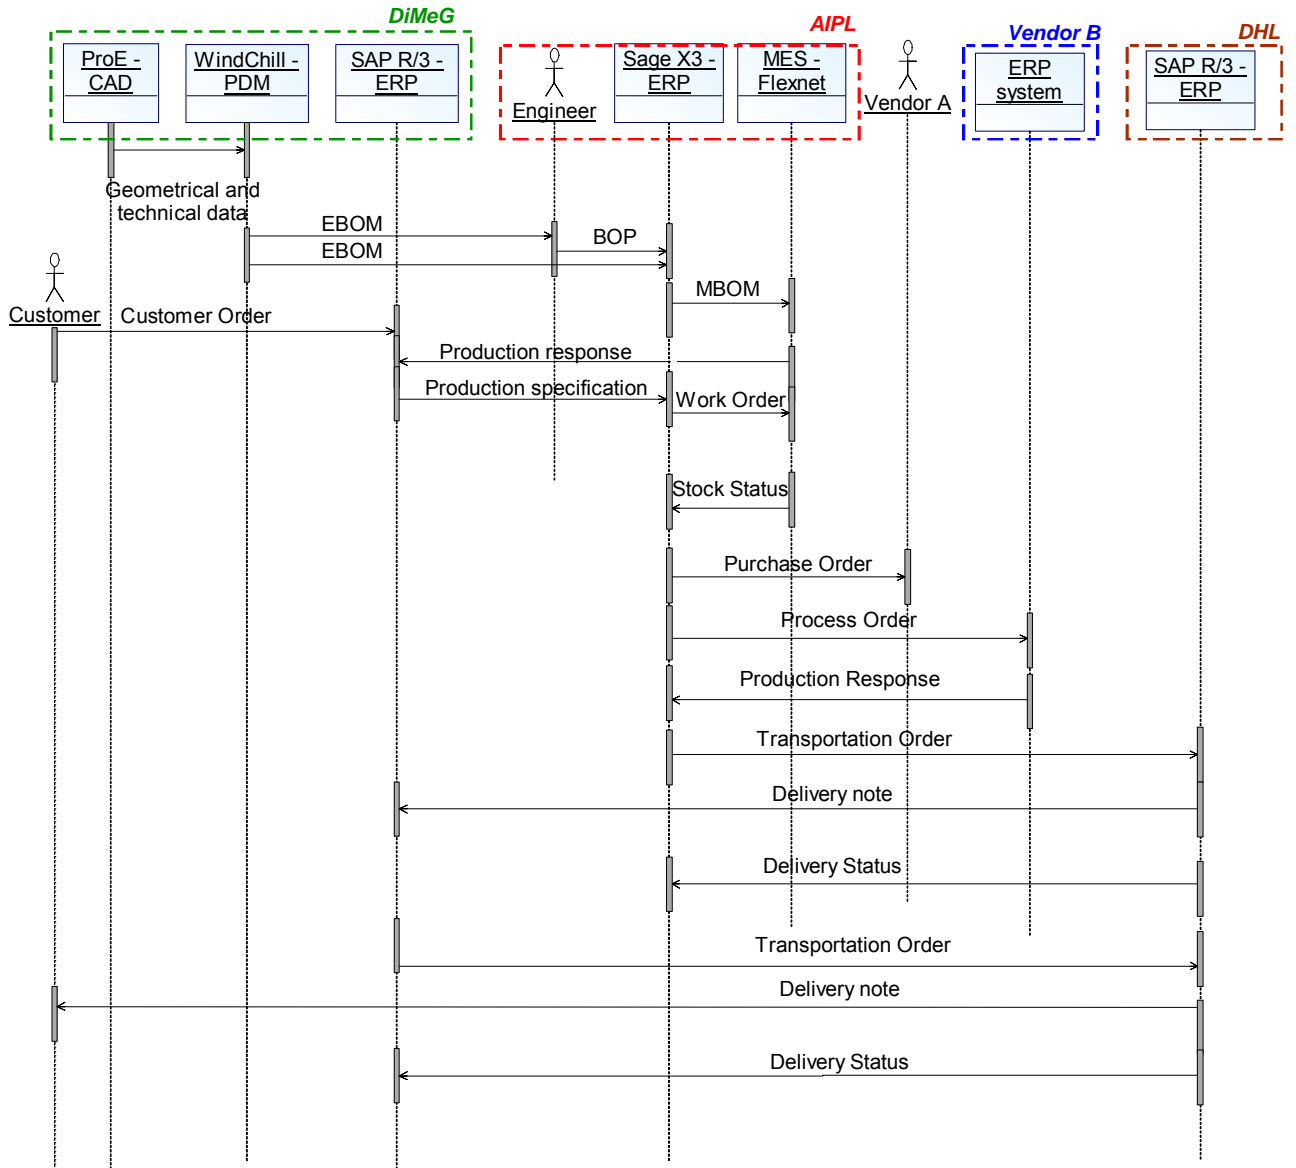 DiMeG
AIPL
Vendor B
DHL
ProE -
CAD
WindChill -
PDM
SAP R/3 -
ERP
Engineer
Sage X3 -
ERP
MES -
Flexnet
Vendor A
ERP
system
SAP R/3 -
ERP
Geometrical and
technical data
EBOM
BOP
EBOM
MBOM
Customer
Customer Order
Production response
Production specification
Work Order
Stock Status
Purchase Order
Process Order
Production Response
Transportation Order
Delivery note
Delivery Status
Transportation Order
Delivery note
Delivery Status